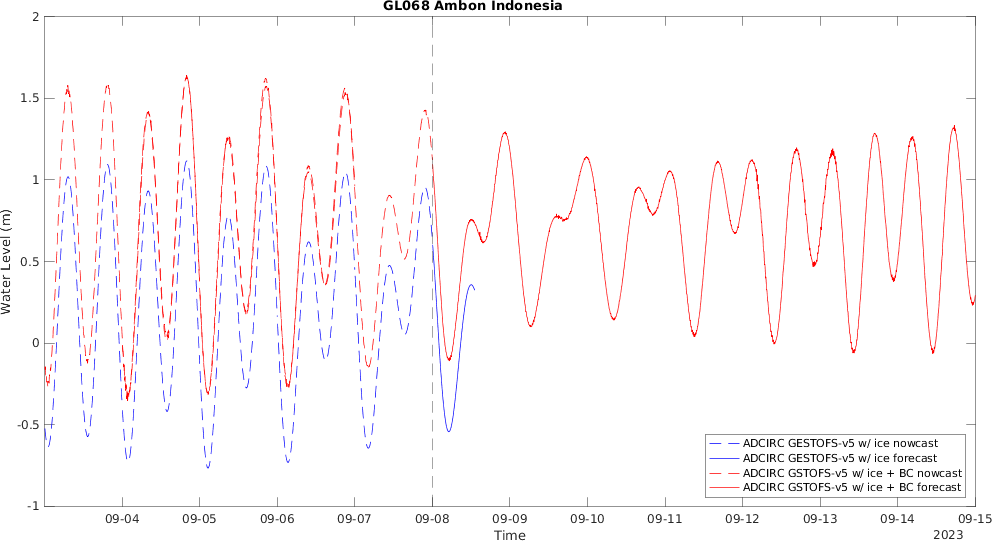 GL068 Ambon Indonesia
Water Level (m)
2
1.5
1
0.5
0
-0.5
-1
09-04 09-05 09-06 09-07 09-08 09-09 09-10 09-11 09-12 09-13 09-14 09-15
Time
2023
ADCIRC GESTOFS-v5 w/ ice nowcast
ADCIRC GESTOFS-v5 w/ ice forecast
ADCIRC GSTOFS-v5 w/ ice + BC nowcast
ADCIRC GSTOFS-v5 w/ ice + BC forecast